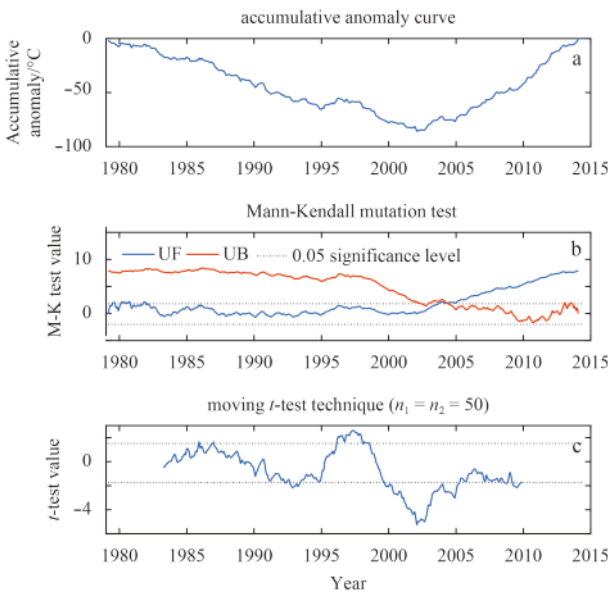 accumulative anomaly curve
Accumulative
anomaly/°C
0
−50
−100
a
1980 1985 1990 1995 2000 2005 2010 2015
Mann-Kendall mutation test
M-K test value
10
0
UF UB 0.05 significance level
b
1980 1985 1990 1995 2000 2005 2010 2015
moving t-test technique (n₁ = n₂ = 50)
t-test value
0
−4
c
1980 1985 1990 1995 2000 2005 2010 2015
Year